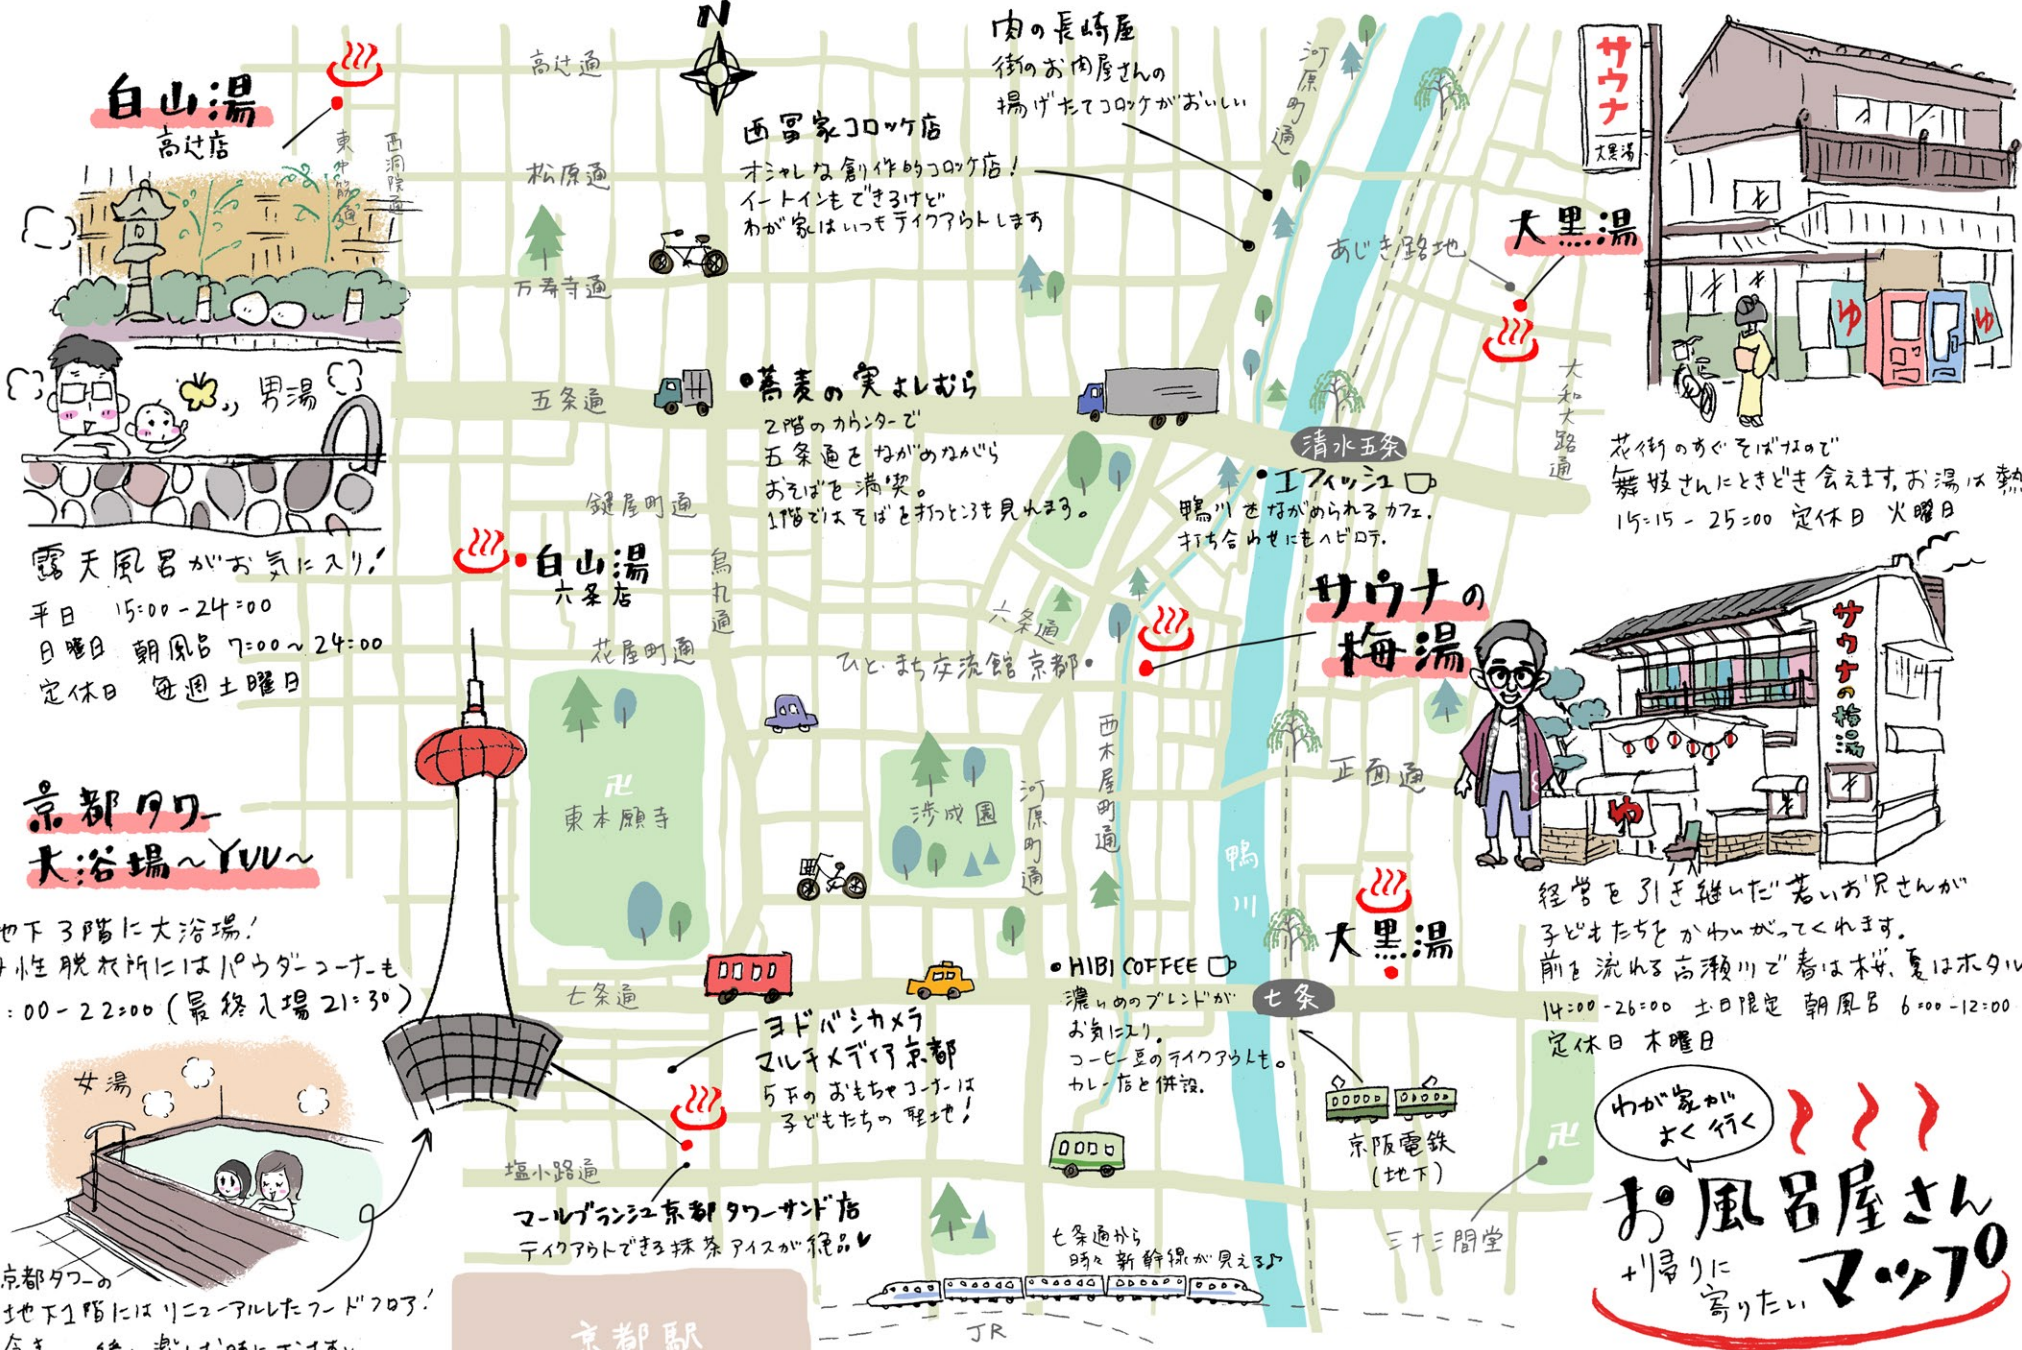 N
白山湯
高辻店
男湯
露天風呂がお気に入り!
平日 15:00-24:00
日曜日 朝風呂 7:00~24:00
定休日 毎週土曜日
京都タワー
大浴場~YUU~
地下3階に大浴場!
性脱衣所にはパウダーコーナーも
:00-22:00(最終入場21:30)
女湯
京都タワーの
地下1階にはリニューアルしたフードフロア!
高辻通
松原通
万寿寺通
五条通
鍵屋町通
花屋町通
七条通
塩小路通
東中筋通
西洞院通
烏丸通
肉の長崎屋
街のお肉屋さんの
揚げたてコロッケがおいしい
西冨家コロッケ店
オシャレな創作的コロッケ店!
イートインもできるけど
わが家はいつもテイクアウトします
蕎麦の実よしむら
2階のカウンターで
五条通をながめながら
おそばを満喫。
1階ではそばを打つところも見れます。
白山湯
六条店
六条通
ひと・まち交流館 京都
東本願寺
渉成園
河原町通
河原町通
西木屋町通
鴨川
正面通
あじき路地
大和大路通
清水五条
エフィッシュ
鴨川をながめられるカフェ。
打ち合わせにもヘビロテ。
サウナの
梅湯
大黒湯
七条
HIBI COFFEE
濃いめのブレンドが
お気に入り。
コーヒー豆のテイクアウトも。
カレー店と併設。
ヨドバシカメラ
マルチメディア京都
5Fのおもちゃコーナーは
子どもたちの聖地!
マールブランシュ京都タワーサンド店
テイクアウトできる抹茶アイスが絶品♥
京阪電鉄
(地下)
三十三間堂
七条通から
時々新幹線が見える♪
JR
京都駅
サウナ
大黒湯
大黒湯
ゆ
ゆ
花街のすぐそばなので
舞妓さんにときどき会えます。お湯は熱
15:15-25:00 定休日 火曜日
サウナの梅湯
ゆ
経営を引き継いだ若いお兄さんが
子どもたちをかわいがってくれます。
前を流れる高瀬川で春は桜、夏はホタル
14:00-26:00 土日限定 朝風呂 6:00-12:00
定休日 木曜日
わが家が
よく行く
お風呂屋さん
+帰りに
寄りたい
マップ